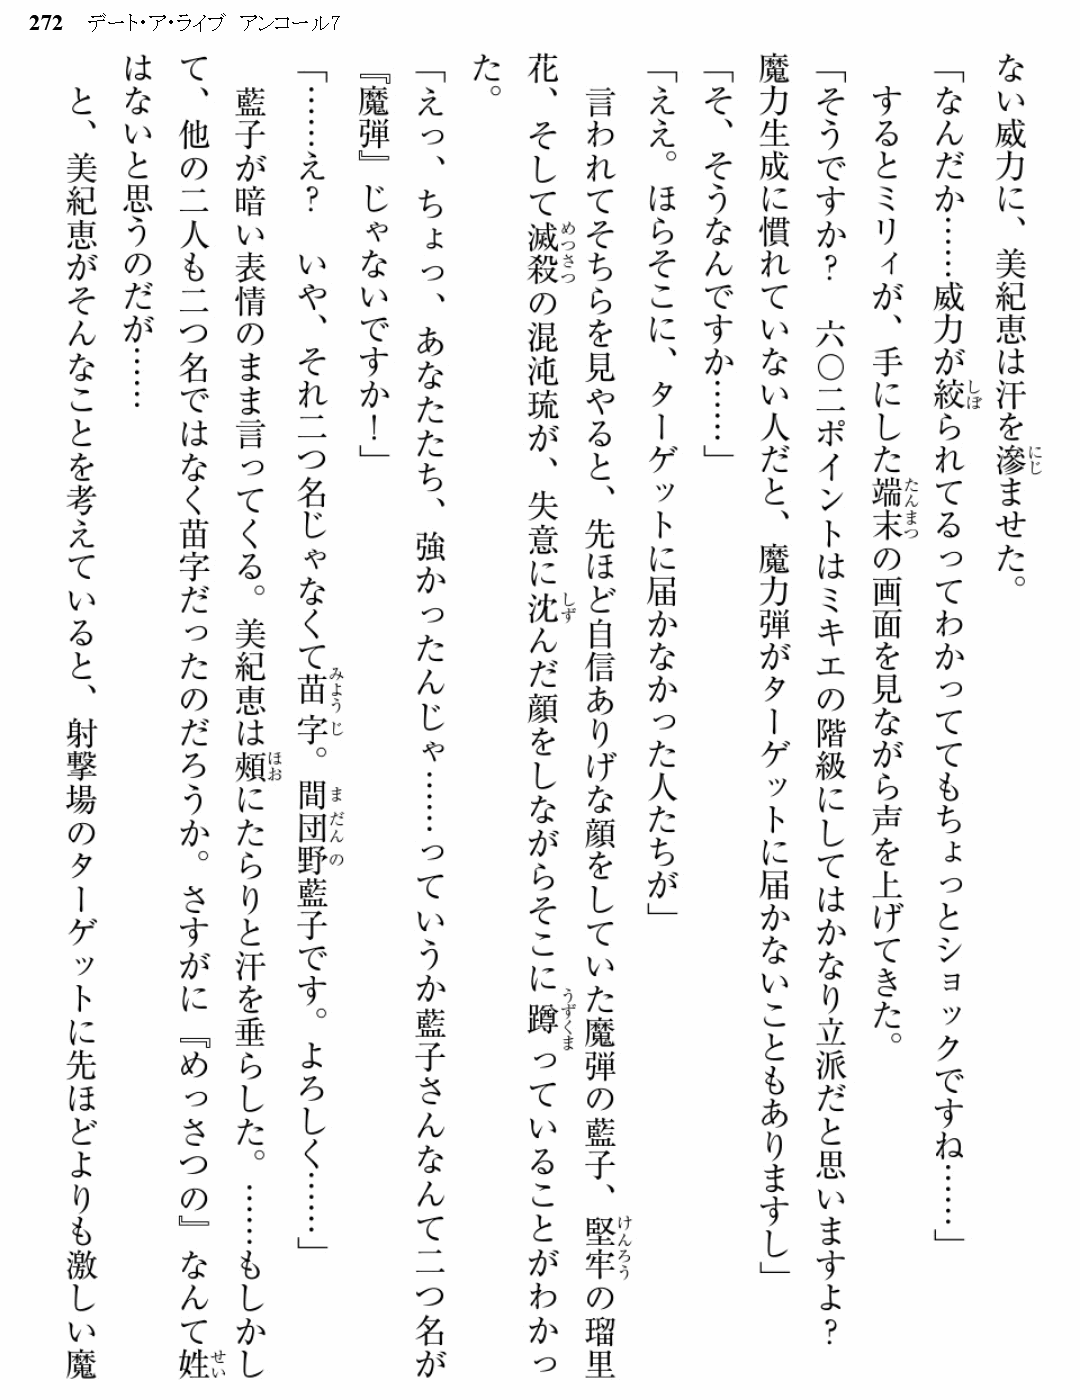 272 デート・ア・ライブ アンコール7
ない威力に、美紀恵は汗を滲ませた。
「なんだか……威力が絞られてるってわかっててもちょっとショックですね……」
するとミリィが、手にした端末の画面を見ながら声を上げてきた。
「そうですか？　六〇二ポイントはミキエの階級にしてはかなり立派だと思いますよ？
魔力生成に慣れていない人だと、魔力弾がターゲットに届かないこともありますし」
「そ、そうなんですか……」
「ええ。ほらそこに、ターゲットに届かなかった人たちが」
言われてそちらを見やると、先ほど自信ありげな顔をしていた魔弾の藍子、堅牢の瑠里
花、そして滅殺の混沌琉が、失意に沈んだ顔をしながらそこに蹲っていることがわかっ
た。
「えっ、ちょっ、あなたたち、強かったんじゃ……っていうか藍子さんなんて二つ名が
『魔弾』じゃないですか！」
「……え？　いや、それ二つ名じゃなくて苗字。間団野藍子です。よろしく……」
藍子が暗い表情のまま言ってくる。美紀恵は頬にたらりと汗を垂らした。……もしかし
て、他の二人も二つ名ではなく苗字だったのだろうか。さすがに『めっさつの』なんて姓
はないと思うのだが……
と、美紀恵がそんなことを考えていると、射撃場のターゲットに先ほどよりも激しい魔